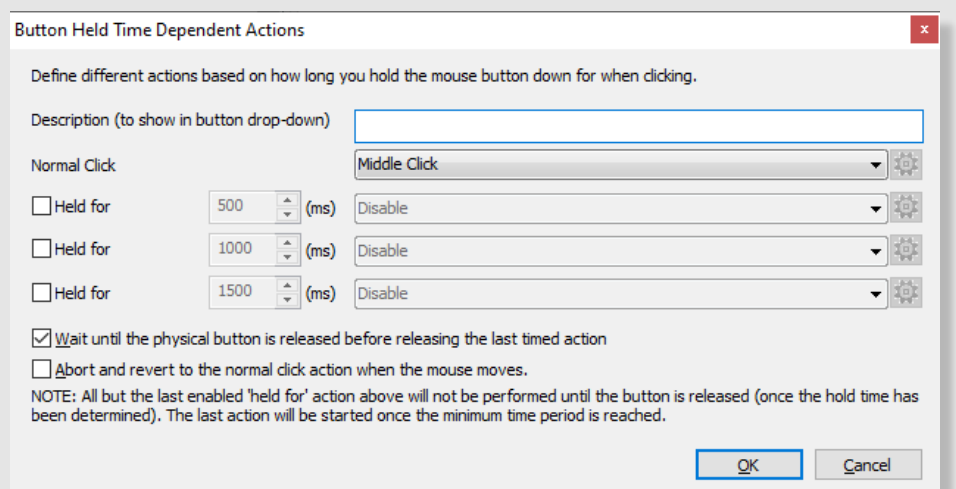 Button Held Time Dependent Actions
x
Define different actions based on how long you hold the mouse button down for when clicking.
Description (to show in button drop-down)
Normal Click Middle Click
Held for 500 (ms) Disable
Held for 1000 (ms) Disable
Held for 1500 (ms) Disable
Wait until the physical button is released before releasing the last timed action
Abort and revert to the normal click action when the mouse moves.
NOTE: All but the last enabled 'held for' action above will not be performed until the button is released (once the hold time has
been determined). The last action will be started once the minimum time period is reached.
OK Cancel